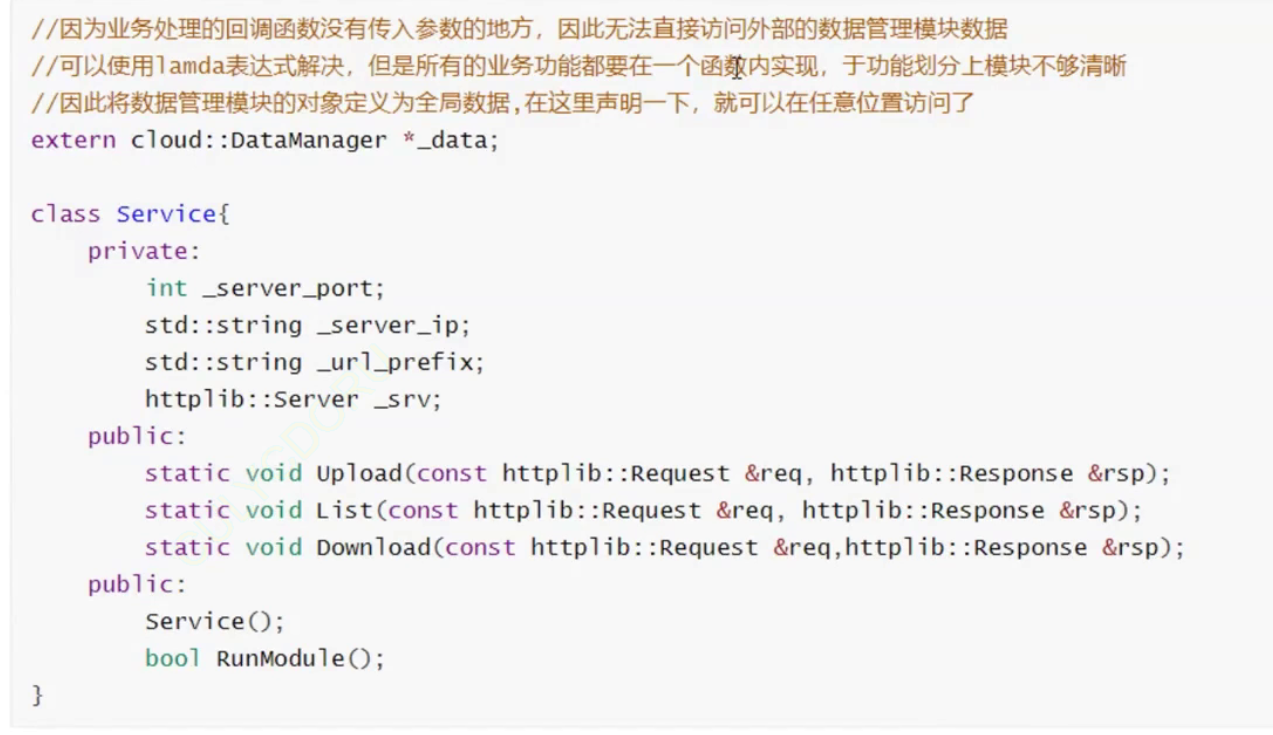 //因为业务处理的回调函数没有传入参数的地方，因此无法直接访问外部的数据管理模块数据
//可以使用lamda表达式解决，但是所有的业务功能都要在一个函数内实现，于功能划分上模块不够清晰
//因此将数据管理模块的对象定义为全局数据,在这里声明一下，就可以在任意位置访问了
extern cloud::DataManager *_data;
class Service{
private:
int _server_port;
std::string _server_ip;
std::string _url_prefix;
httplib::Server _srv;
public:
static void Upload(const httplib::Request &req, httplib::Response &rsp);
static void List(const httplib::Request &req, httplib::Response &rsp);
static void Download(const httplib::Request &req,httplib::Response &rsp);
public:
Service();
bool RunModule();
}